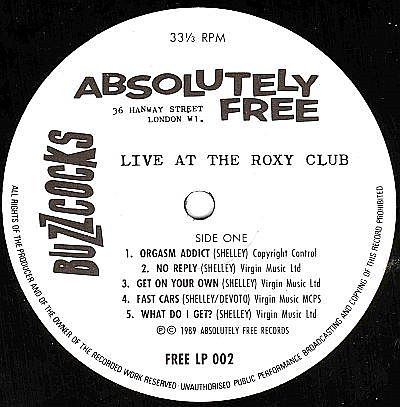 33⅓ RPM
ABSOLUTELY
FREE
36 HANWAY STREET
LONDON W1.
BUZZCOCKS
LIVE AT THE ROXY CLUB
SIDE ONE
1. ORGASM ADDICT (SHELLEY) Copyright Control
2. NO REPLY (SHELLEY) Virgin Music Ltd
3. GET ON YOUR OWN (SHELLEY) Virgin Music Ltd
4. FAST CARS (SHELLEY/DEVOTO) Virgin Music MCPS
5. WHAT DO I GET? (SHELLEY) Virgin Music Ltd
℗© 1989 ABSOLUTELY FREE RECORDS
FREE LP 002
ALL RIGHTS OF THE PRODUCER AND OF THE OWNER OF THE RECORDED WORK RESERVED · UNAUTHORISED PUBLIC PERFORMANCE BROADCASTING AND COPYING OF THIS RECORD PROHIBITED